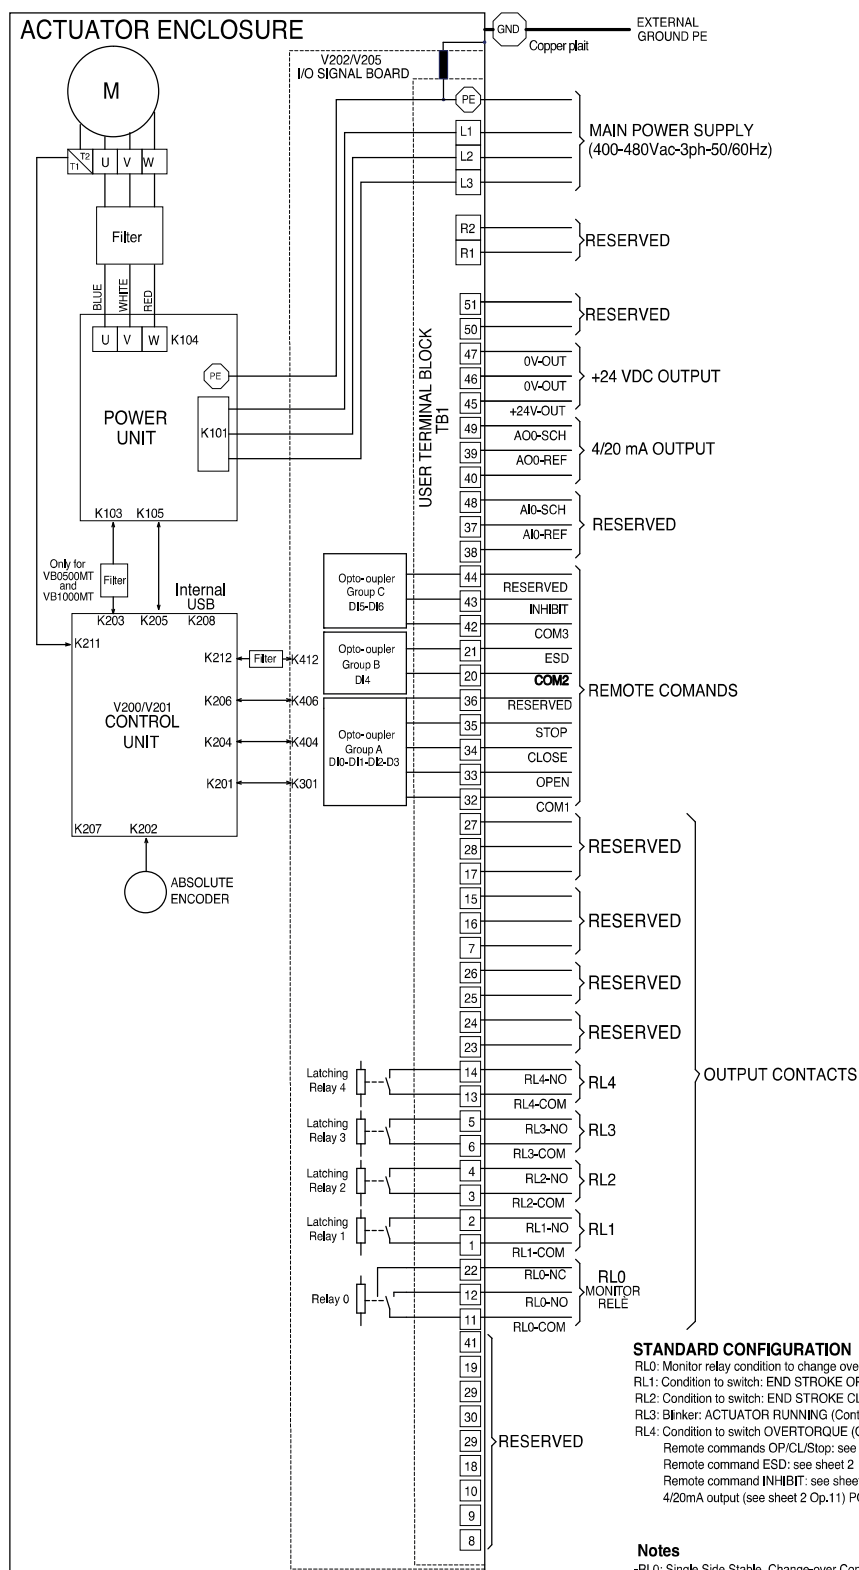 ACTUATOR ENCLOSURE
GND
Copper plait
EXTERNAL
GROUND PE
V202/V205
I/O SIGNAL BOARD
M
T2
T1
U
V
W
Filter
BLUE
WHITE
RED
U
V
W
K104
PE
POWER
UNIT
K101
K103
K105
Only for
VB0500MT
and
VB1000MT
Filter
Internal
USB
K203
K205
K208
K211
K212
Filter
K412
V200/V201
CONTROL
UNIT
K206
K406
K204
K404
K201
K301
K207
K202
ABSOLUTE
ENCODER
USER TERMINAL BLOCK
TB1
PE
L1
L2
L3
MAIN POWER SUPPLY
(400-480Vac-3ph-50/60Hz)
R2
R1
RESERVED
51
50
RESERVED
47
0V-OUT
46
0V-OUT
45
+24V-OUT
+24 VDC OUTPUT
49
AO0-SCH
39
AO0-REF
40
4/20 mA OUTPUT
48
AI0-SCH
37
AI0-REF
38
RESERVED
Opto-oupler
Group C
DI5-DI6
Opto-oupler
Group B
DI4
Opto-oupler
Group A
DI0-DI1-DI2-D3
44
RESERVED
43
INHIBIT
42
COM3
21
ESD
20
COM2
36
RESERVED
35
STOP
34
CLOSE
33
OPEN
32
COM1
REMOTE COMANDS
27
28
17
RESERVED
15
16
7
RESERVED
26
25
RESERVED
24
23
RESERVED
OUTPUT CONTACTS
Latching
Relay 4
14
RL4-NO
13
RL4-COM
RL4
Latching
Relay 3
5
RL3-NO
6
RL3-COM
RL3
Latching
Relay 2
4
RL2-NO
3
RL2-COM
RL2
Latching
Relay 1
2
RL1-NO
1
RL1-COM
RL1
Relay 0
22
RL0-NC
12
RL0-NO
11
RL0-COM
RL0
MONITOR
RELÈ
41
19
29
30
29
18
10
9
8
RESERVED
STANDARD CONFIGURATION
RL0: Monitor relay condition to change ove
RL1: Condition to switch: END STROKE OP
RL2: Condition to switch: END STROKE CL
RL3: Blinker: ACTUATOR RUNNING (Cont
RL4: Condition to switch OVERTORQUE (C
Remote commands OP/CL/Stop: see
Remote command ESD: see sheet 2
Remote command INHIBIT: see sheet
4/20mA output (see sheet 2 Op.11) PO
Notes
-RL0: Single Side Stable, Change-over Con